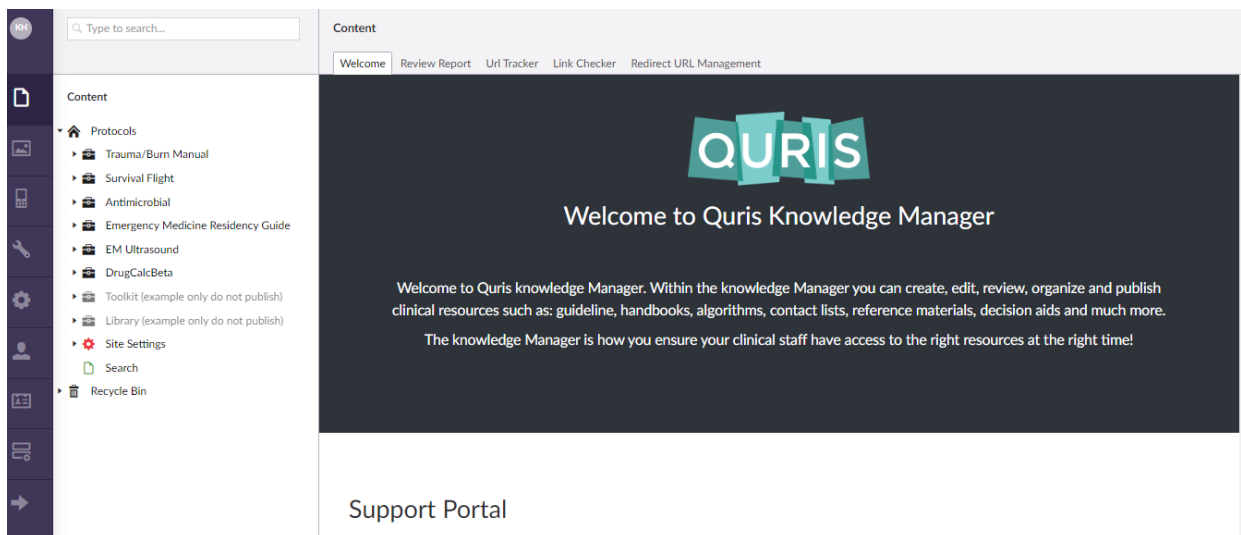 KH
Type to search...
Content
Protocols
Trauma/Burn Manual
Survival Flight
Antimicrobial
Emergency Medicine Residency Guide
EM Ultrasound
DrugCalcBeta
Toolkit (example only do not publish)
Library (example only do not publish)
Site Settings
Search
Recycle Bin
Content
Welcome Review Report Url Tracker Link Checker Redirect URL Management
QURIS
Welcome to Quris Knowledge Manager
Welcome to Quris knowledge Manager. Within the knowledge Manager you can create, edit, review, organize and publish
clinical resources such as: guideline, handbooks, algorithms, contact lists, reference materials, decision aids and much more.
The knowledge Manager is how you ensure your clinical staff have access to the right resources at the right time!
Support Portal